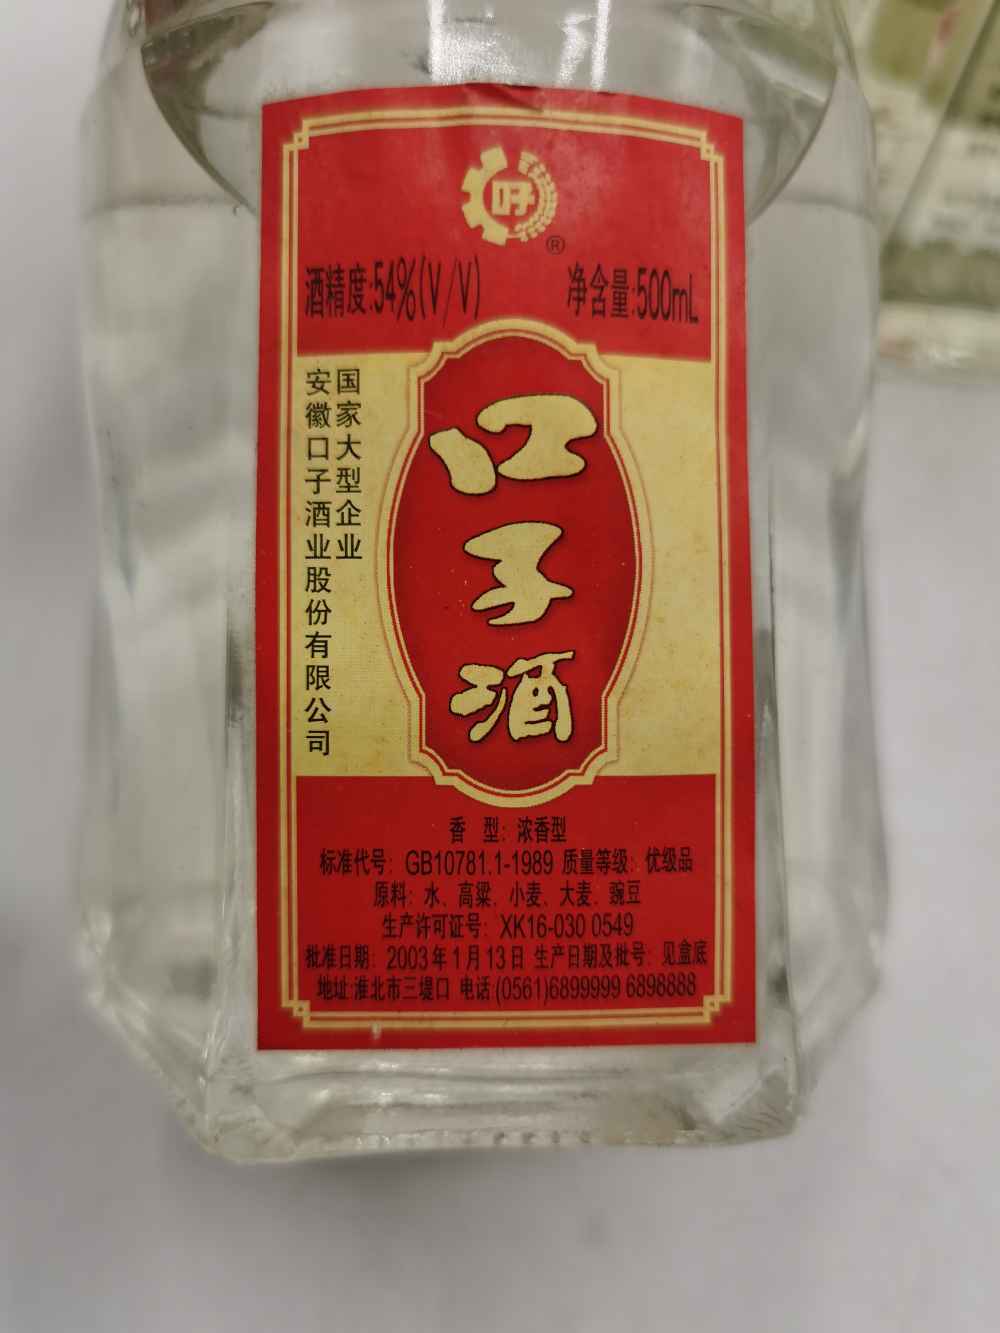 口子
®
酒精度:54%(V/V) 净含量:500mL
国家大型企业
安徽口子酒业股份有限公司
口子酒
香 型：浓香型
标准代号：GB10781.1-1989 质量等级：优级品
原料：水、高粱、小麦、大麦、豌豆
生产许可证号：XK16-030 0549
批准日期：2003年1月13日 生产日期及批号：见盒底
地址:淮北市三堤口 电话:(0561)6899999 6898888